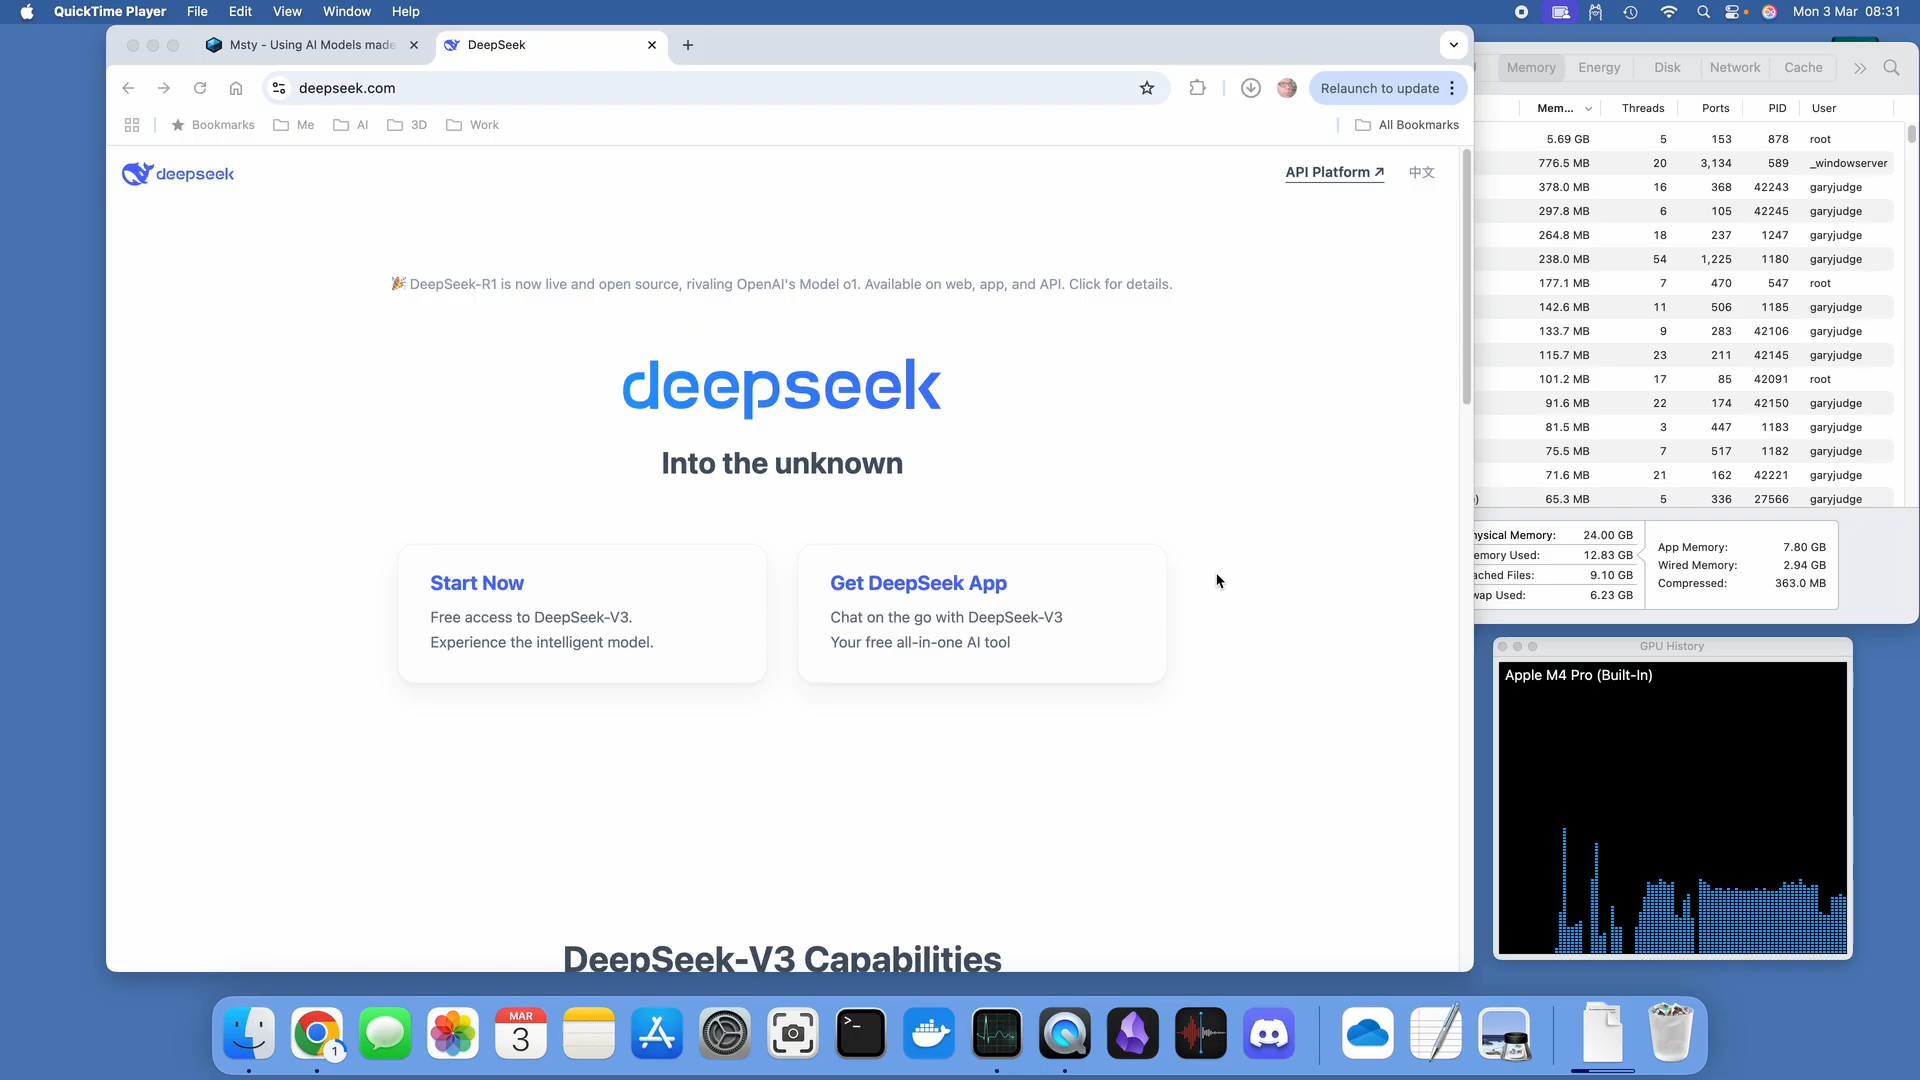 QuickTime Player File Edit View Window Help
Mon 3 Mar 08:31
Msty - Using AI Models made
DeepSeek
deepseek.com
Relaunch to update
Bookmarks Me AI 3D Work
All Bookmarks
deepseek
API Platform ↗ 中文
🎉 DeepSeek-R1 is now live and open source, rivaling OpenAI's Model o1. Available on web, app, and API. Click for details.
deepseek
Into the unknown
Start Now
Free access to DeepSeek-V3.
Experience the intelligent model.
Get DeepSeek App
Chat on the go with DeepSeek-V3
Your free all-in-one AI tool
DeepSeek-V3 Capabilities
Memory Energy Disk Network Cache
Mem... Threads Ports PID User
5.69 GB 5 153 878 root
776.5 MB 20 3,134 589 _windowserver
378.0 MB 16 368 42243 garyjudge
297.8 MB 6 105 42245 garyjudge
264.8 MB 18 237 1247 garyjudge
238.0 MB 54 1,225 1180 garyjudge
177.1 MB 7 470 547 root
142.6 MB 11 506 1185 garyjudge
133.7 MB 9 283 42106 garyjudge
115.7 MB 23 211 42145 garyjudge
101.2 MB 17 85 42091 root
91.6 MB 22 174 42150 garyjudge
81.5 MB 3 447 1183 garyjudge
75.5 MB 7 517 1182 garyjudge
71.6 MB 21 162 42221 garyjudge
65.3 MB 5 336 27566 garyjudge
hysical Memory: 24.00 GB
emory Used: 12.83 GB
ached Files: 9.10 GB
wap Used: 6.23 GB
App Memory: 7.80 GB
Wired Memory: 2.94 GB
Compressed: 363.0 MB
GPU History
Apple M4 Pro (Built-In)
1
MAR
3
>_